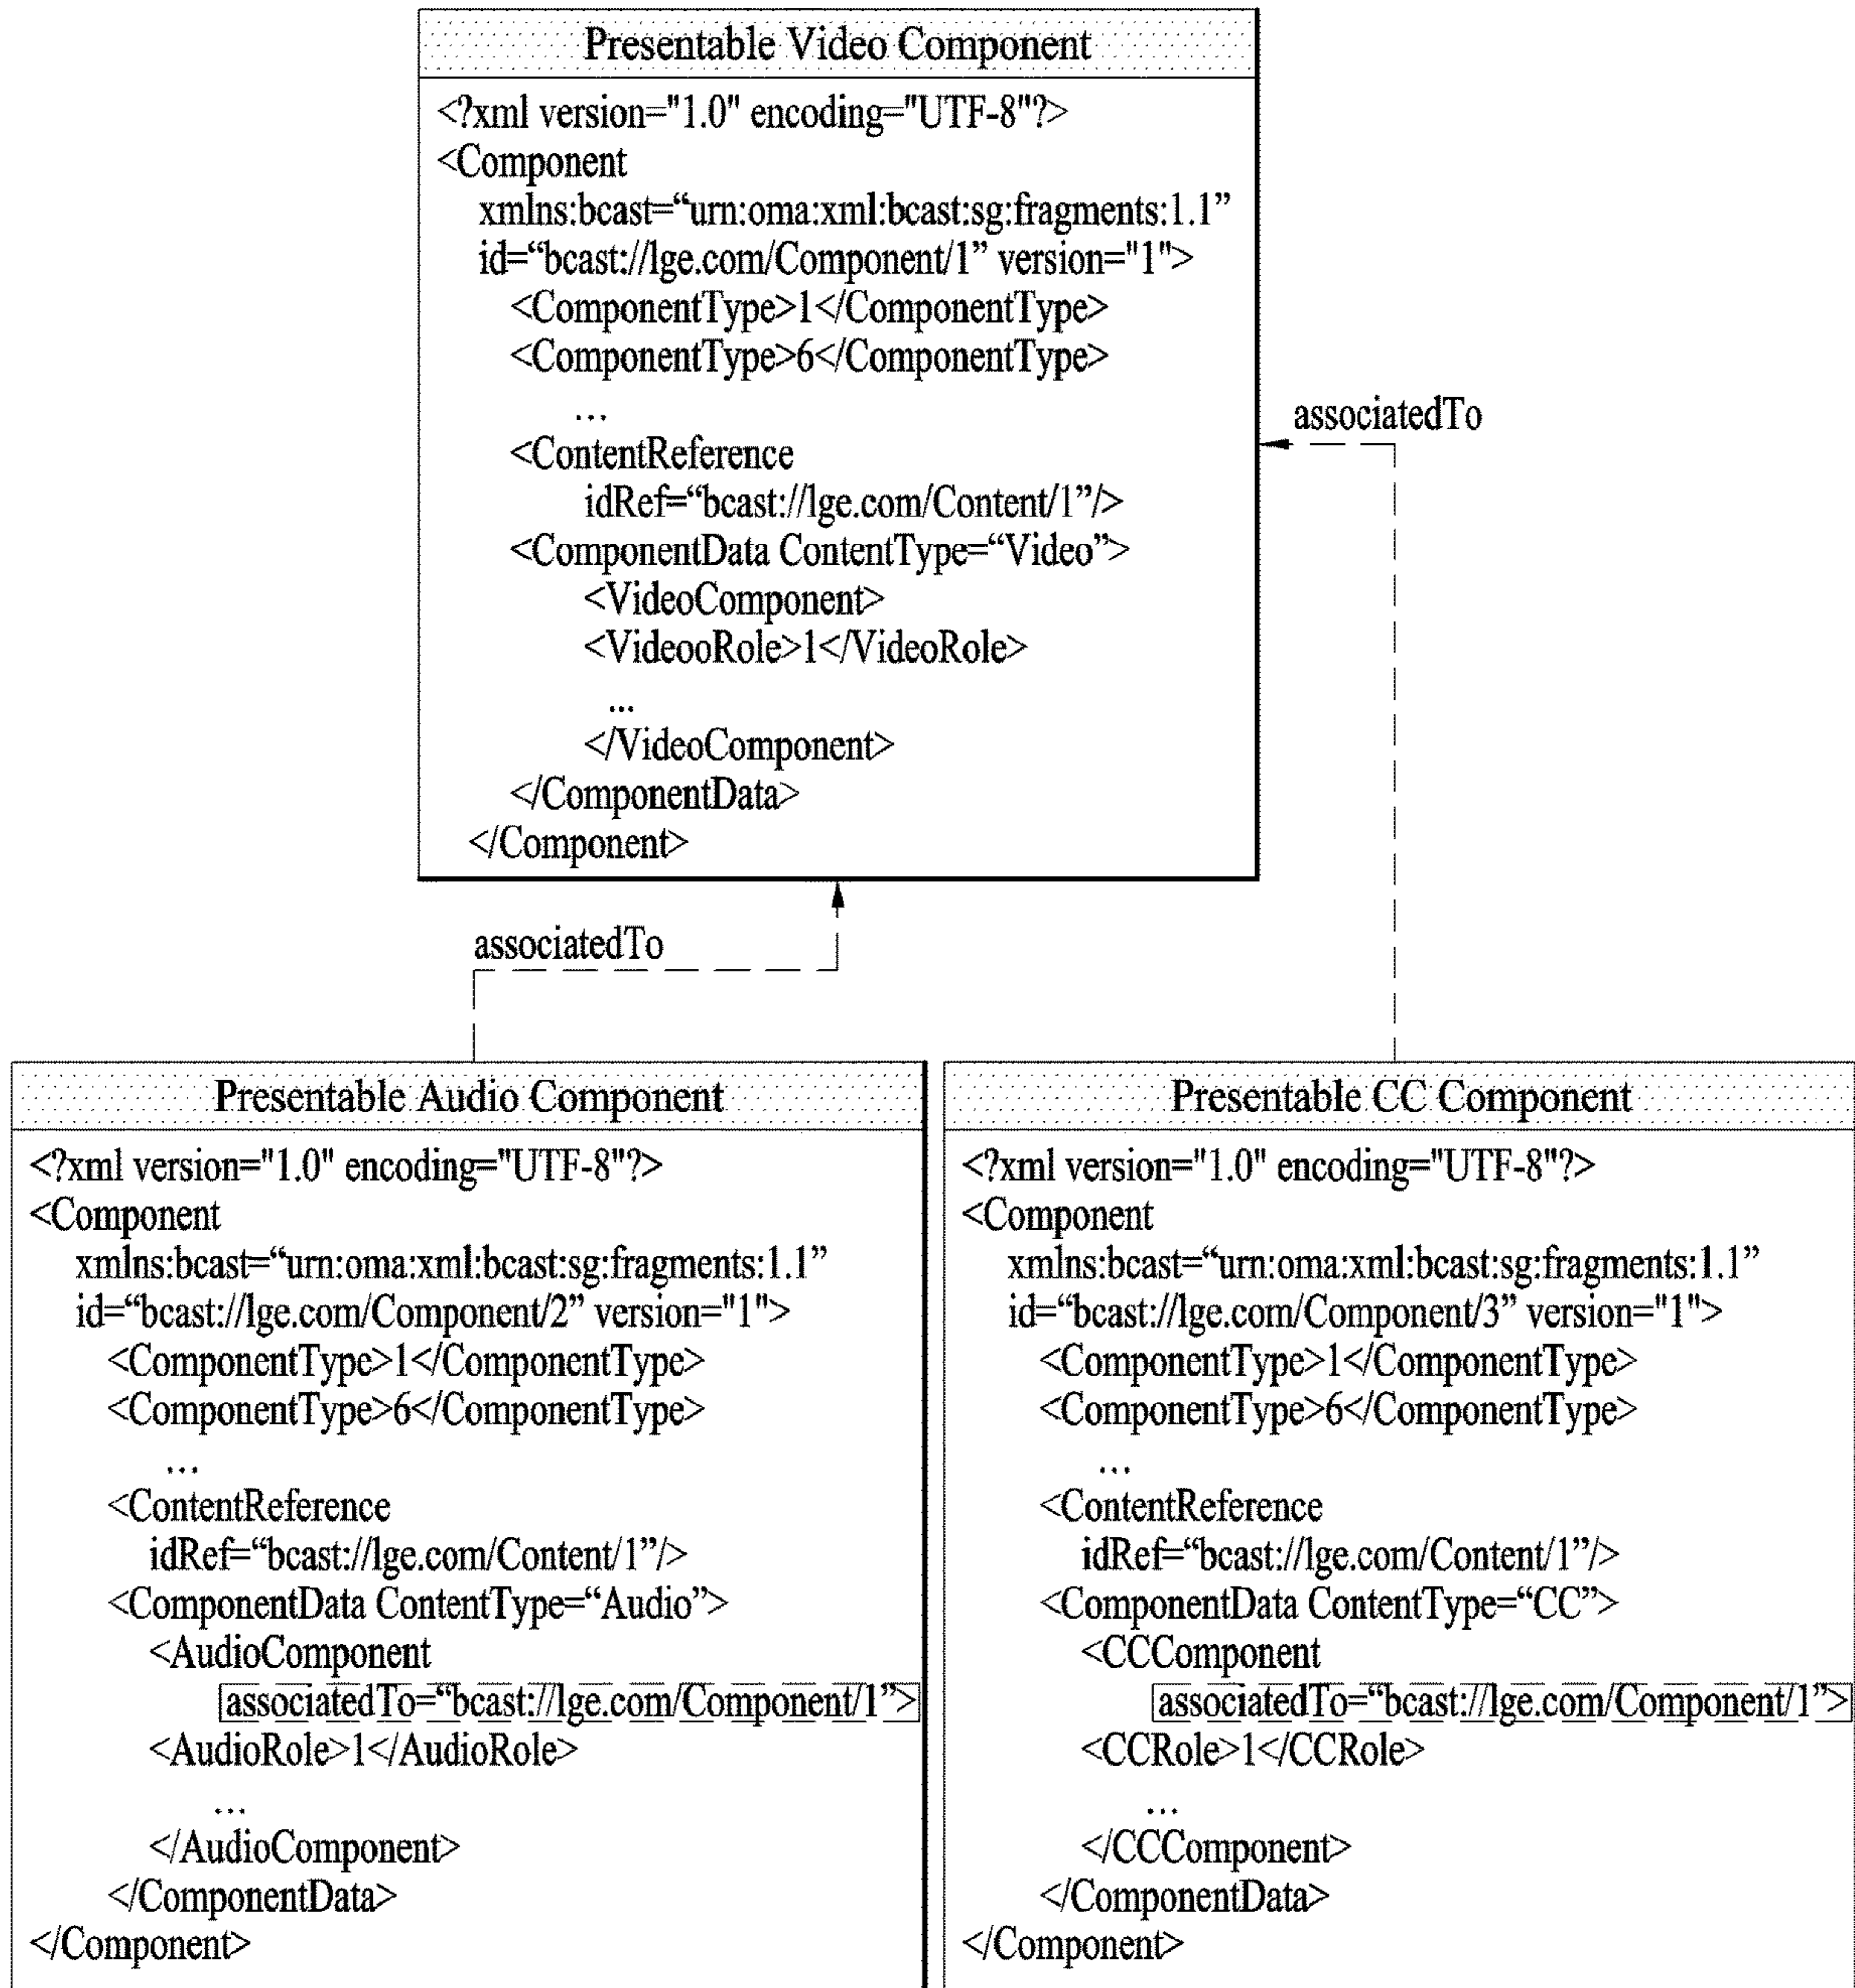 Presentable Video Component
<?xml version="1.0" encoding="UTF-8"?>
<Component
xmlns:bcast=“urn:oma:xml:bcast:sg:fragments:1.1”
id=“bcast://lge.com/Component/1” version="1">
<ComponentType>1</ComponentType>
<ComponentType>6</ComponentType>
...
<ContentReference
idRef=“bcast://lge.com/Content/1”/>
<ComponentData ContentType=“Video”>
<VideoComponent>
<VideooRole>1</VideoRole>
...
</VideoComponent>
</ComponentData>
</Component>
associatedTo
associatedTo
Presentable Audio Component
<?xml version="1.0" encoding="UTF-8"?>
<Component
xmlns:bcast=“urn:oma:xml:bcast:sg:fragments:1.1”
id=“bcast://lge.com/Component/2” version="1">
<ComponentType>1</ComponentType>
<ComponentType>6</ComponentType>
...
<ContentReference
idRef=“bcast://lge.com/Content/1”/>
<ComponentData ContentType=“Audio”>
<AudioComponent
associatedTo=“bcast://lge.com/Component/1”>
<AudioRole>1</AudioRole>
...
</AudioComponent>
</ComponentData>
</Component>
Presentable CC Component
<?xml version="1.0" encoding="UTF-8"?>
<Component
xmlns:bcast=“urn:oma:xml:bcast:sg:fragments:1.1”
id=“bcast://lge.com/Component/3” version="1">
<ComponentType>1</ComponentType>
<ComponentType>6</ComponentType>
...
<ContentReference
idRef=“bcast://lge.com/Content/1”/>
<ComponentData ContentType=“CC”>
<CCComponent
associatedTo=“bcast://lge.com/Component/1”>
<CCRole>1</CCRole>
...
</CCComponent>
</ComponentData>
</Component>